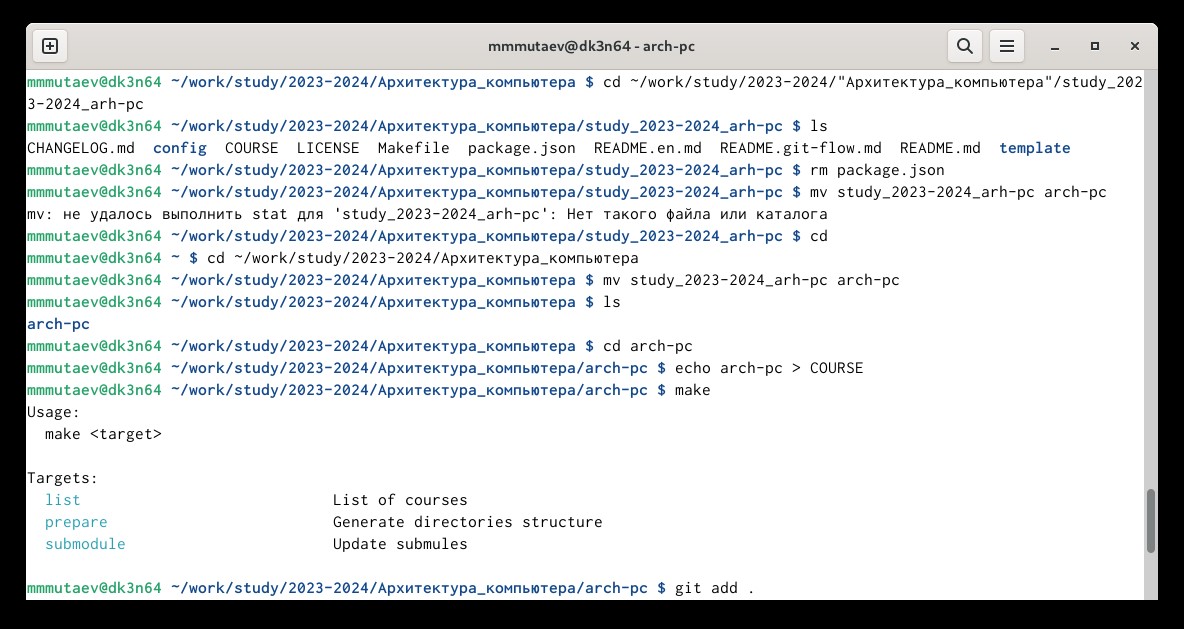 mmmutaev@dk3n64 - arch-pc
mmmutaev@dk3n64 ~/work/study/2023-2024/Архитектура_компьютера $ cd ~/work/study/2023-2024/"Архитектура_компьютера"/study_202
3-2024_arh-pc
mmmutaev@dk3n64 ~/work/study/2023-2024/Архитектура_компьютера/study_2023-2024_arh-pc $ ls
CHANGELOG.md  config  COURSE  LICENSE  Makefile  package.json  README.en.md  README.git-flow.md  README.md  template
mmmutaev@dk3n64 ~/work/study/2023-2024/Архитектура_компьютера/study_2023-2024_arh-pc $ rm package.json
mmmutaev@dk3n64 ~/work/study/2023-2024/Архитектура_компьютера/study_2023-2024_arh-pc $ mv study_2023-2024_arh-pc arch-pc
mv: не удалось выполнить stat для 'study_2023-2024_arh-pc': Нет такого файла или каталога
mmmutaev@dk3n64 ~/work/study/2023-2024/Архитектура_компьютера/study_2023-2024_arh-pc $ cd
mmmutaev@dk3n64 ~ $ cd ~/work/study/2023-2024/Архитектура_компьютера
mmmutaev@dk3n64 ~/work/study/2023-2024/Архитектура_компьютера $ mv study_2023-2024_arh-pc arch-pc
mmmutaev@dk3n64 ~/work/study/2023-2024/Архитектура_компьютера $ ls
arch-pc
mmmutaev@dk3n64 ~/work/study/2023-2024/Архитектура_компьютера $ cd arch-pc
mmmutaev@dk3n64 ~/work/study/2023-2024/Архитектура_компьютера/arch-pc $ echo arch-pc > COURSE
mmmutaev@dk3n64 ~/work/study/2023-2024/Архитектура_компьютера/arch-pc $ make
Usage:
  make <target>
Targets:
  list                            List of courses
  prepare                         Generate directories structure
  submodule                       Update submules
mmmutaev@dk3n64 ~/work/study/2023-2024/Архитектура_компьютера/arch-pc $ git add .